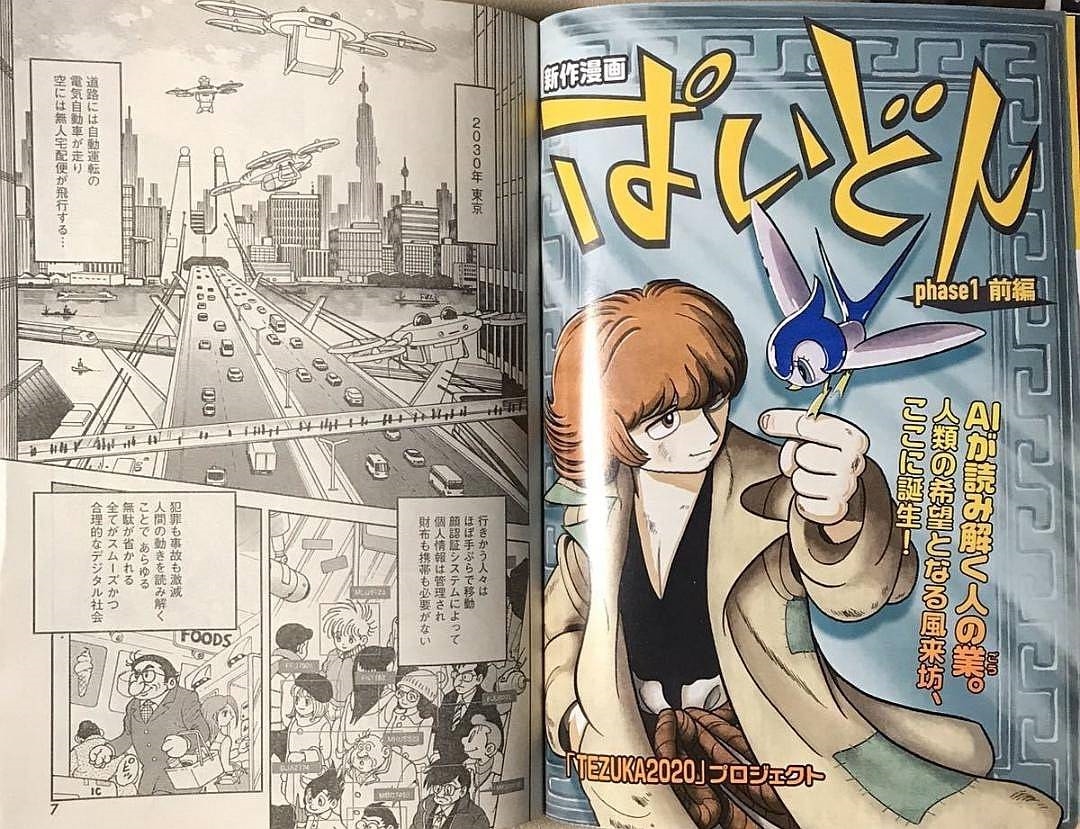 新作漫画
ぱいどん
phase1 前編
AIが読み解く人の業。
ごう
人類の希望となる風来坊、
ここに誕生！
「TEZUKA2020」プロジェクト
2030年 東京
道路には自動運転の
電気自動車が走り
空には無人宅配便が飛行する…
行きかう人々は
ほぼ手ぶらで移動
顔認証システムによって
個人情報は管理され
財布も携帯も必要がない
犯罪も事故も激減
人間の動きを読み解く
ことで あらゆる
無駄が省かれる
全てがスムーズかつ
合理的なデジタル社会
FOODS
ピッ
IC
7